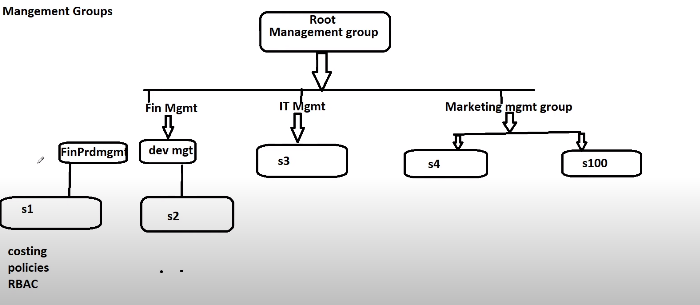 Mangement Groups
Root
Management group
Fin Mgmt
IT Mgmt
Marketing mgmt group
FinPrdmgmt
dev mgt
s3
s4
s100
s1
s2
costing
policies
RBAC